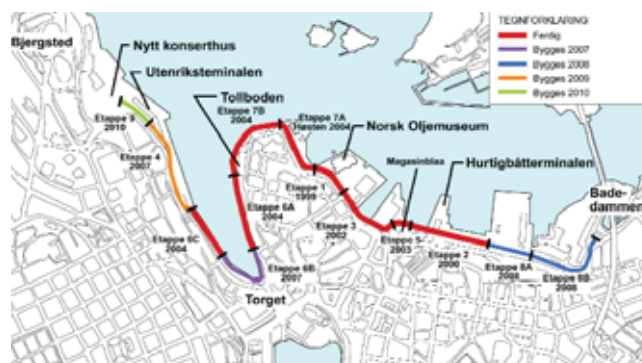 TEGNFORKLARING
Ferdig
Bygges 2007
Bygges 2008
Bygges 2009
Bygges 2010
Bjergsted
Nytt konserthus
Utenriksteminalen
Tollboden
Etappe 7B
2004
Etappe 7A
Høsten 2004
Norsk Oljemuseum
Magasinblaa
Hurtigbåtterminalen
Bade-
dammen
Etappe 9
2010
Etappe 4
2007
Etappe 1
1999
Etappe 6A
2004
Etappe 3
2002
Etappe 6C
2004
Etappe 5
2003
Etappe 2
2000
Etappe 6B
2007
Etappe 8A
2008
Etappe 8B
2008
Torget